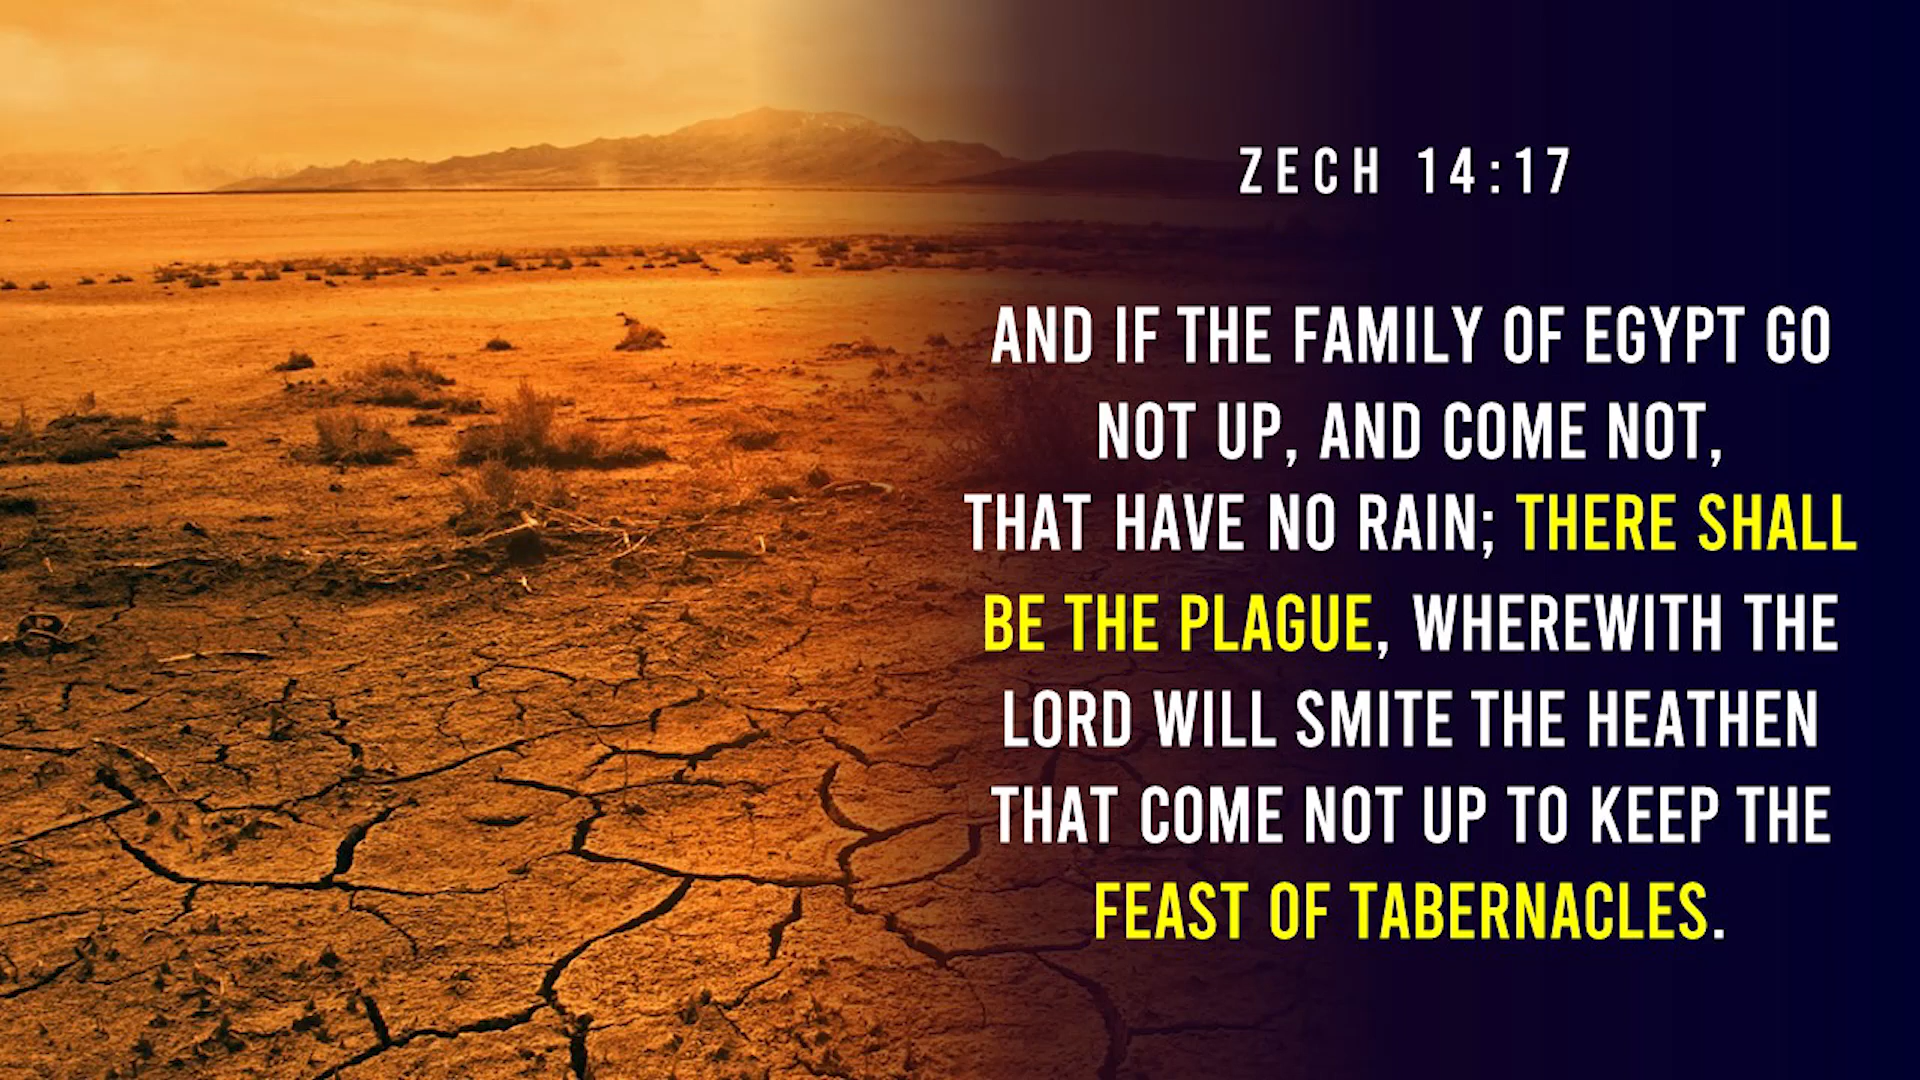 ZECH 14:17
AND IF THE FAMILY OF EGYPT GO
NOT UP, AND COME NOT,
THAT HAVE NO RAIN; THERE SHALL
BE THE PLAGUE, WHEREWITH THE
LORD WILL SMITE THE HEATHEN
THAT COME NOT UP TO KEEP THE
FEAST OF TABERNACLES.